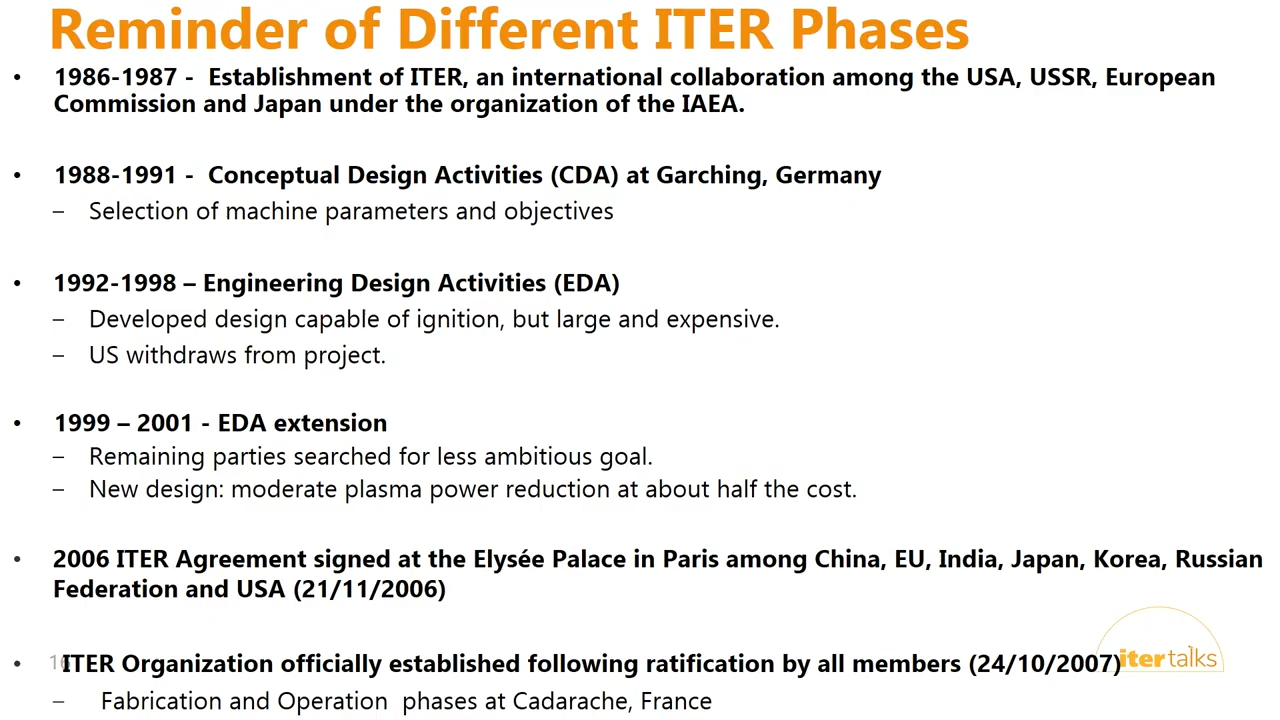 Reminder of Different ITER Phases
• 1986-1987 - Establishment of ITER, an international collaboration among the USA, USSR, European
Commission and Japan under the organization of the IAEA.
• 1988-1991 - Conceptual Design Activities (CDA) at Garching, Germany
– Selection of machine parameters and objectives
• 1992-1998 – Engineering Design Activities (EDA)
– Developed design capable of ignition, but large and expensive.
– US withdraws from project.
• 1999 – 2001 - EDA extension
– Remaining parties searched for less ambitious goal.
– New design: moderate plasma power reduction at about half the cost.
• 2006 ITER Agreement signed at the Elysée Palace in Paris among China, EU, India, Japan, Korea, Russian
Federation and USA (21/11/2006)
• ITER Organization officially established following ratification by all members (24/10/2007)
iter talks
– Fabrication and Operation phases at Cadarache, France